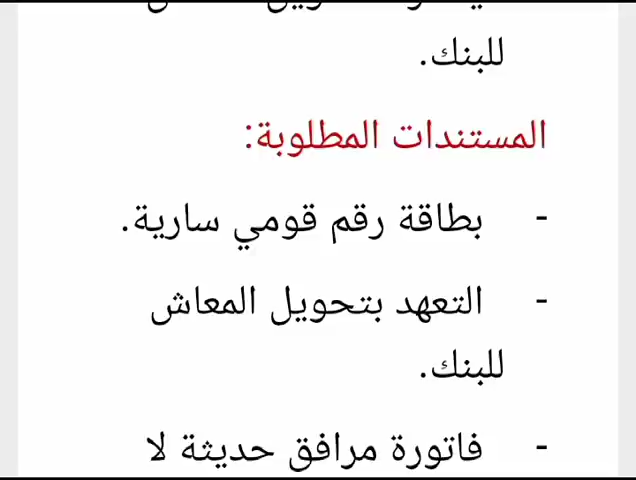 للبنك.
المستندات المطلوبة:
- بطاقة رقم قومي سارية.
- التعهد بتحويل المعاش
للبنك.
- فاتورة مرافق حديثة لا